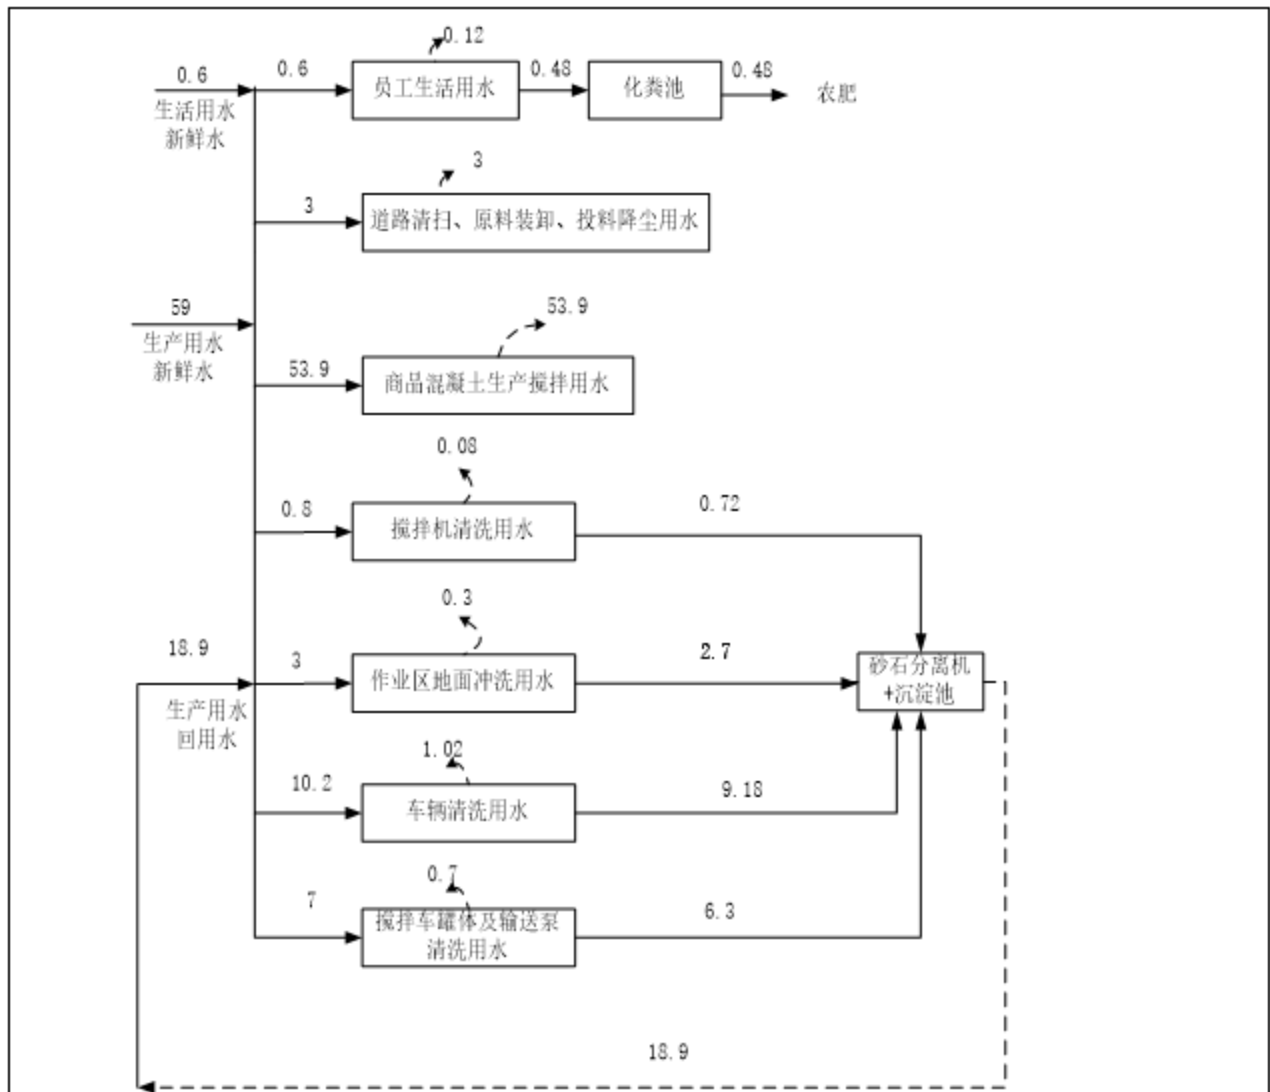 0.12
0.6
0.6
员工生活用水
0.48
化粪池
0.48
农肥
生活用水
新鲜水
3
3
道路清扫、原料装卸、投料降尘用水
59
生产用水
新鲜水
53.9
53.9
商品混凝土生产搅拌用水
0.08
0.8
搅拌机清洗用水
0.72
0.3
18.9
3
作业区地面冲洗用水
2.7
砂石分离机
+沉淀池
生产用水
回用水
1.02
10.2
车辆清洗用水
9.18
0.7
7
搅拌车罐体及输送泵
清洗用水
6.3
18.9